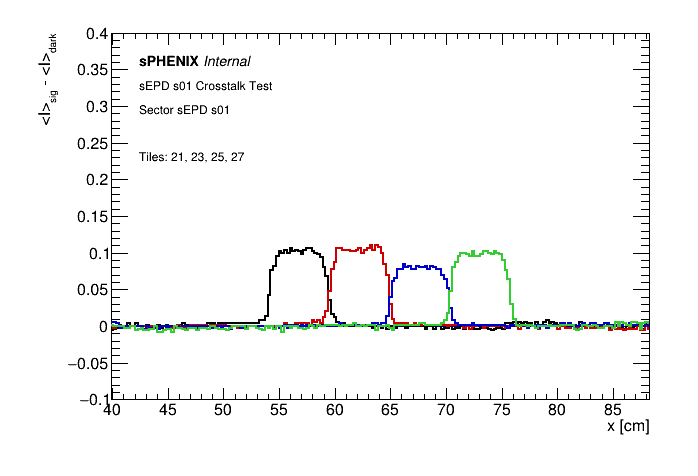 <I>sig - <I>dark
0.4
0.35
0.3
0.25
0.2
0.15
0.1
0.05
0
−0.05
−0.1
sPHENIX Internal
sEPD s01 Crosstalk Test
Sector sEPD s01
Tiles: 21, 23, 25, 27
40 45 50 55 60 65 70 75 80 85
x [cm]